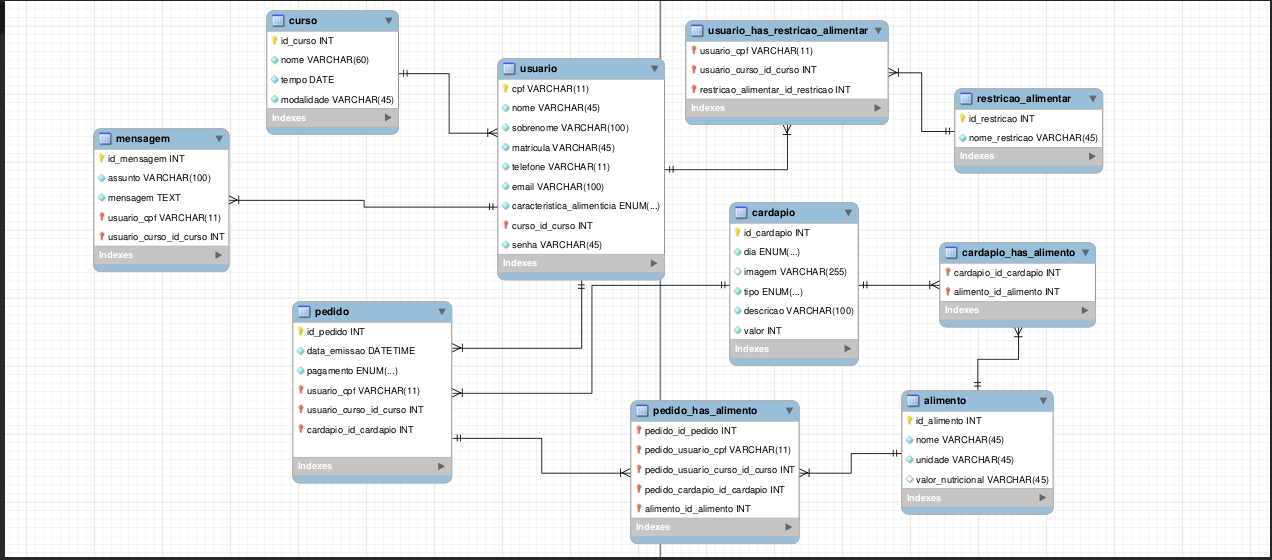 curso
id_curso INT
nome VARCHAR(60)
tempo DATE
modalidade VARCHAR(45)
Indexes
mensagem
id_mensagem INT
assunto VARCHAR(100)
mensagem TEXT
usuario_cpf VARCHAR(11)
usuario_curso_id_curso INT
Indexes
usuario
cpf VARCHAR(11)
nome VARCHAR(45)
sobrenome VARCHAR(100)
matricula VARCHAR(45)
telefone VARCHAR(11)
email VARCHAR(100)
caracteristica_alimenticia ENUM(...)
curso_id_curso INT
senha VARCHAR(45)
Indexes
usuario_has_restricao_alimentar
usuario_cpf VARCHAR(11)
usuario_curso_id_curso INT
restricao_alimentar_id_restricao INT
Indexes
restricao_alimentar
id_restricao INT
nome_restricao VARCHAR(45)
Indexes
cardapio
id_cardapio INT
dia ENUM(...)
imagem VARCHAR(255)
tipo ENUM(...)
descricao VARCHAR(100)
valor INT
Indexes
cardapio_has_alimento
cardapio_id_cardapio INT
alimento_id_alimento INT
Indexes
pedido
id_pedido INT
data_emissao DATETIME
pagamento ENUM(...)
usuario_cpf VARCHAR(11)
usuario_curso_id_curso INT
cardapio_id_cardapio INT
Indexes
pedido_has_alimento
pedido_id_pedido INT
pedido_usuario_cpf VARCHAR(11)
pedido_usuario_curso_id_curso INT
pedido_cardapio_id_cardapio INT
alimento_id_alimento INT
Indexes
alimento
id_alimento INT
nome VARCHAR(45)
unidade VARCHAR(45)
valor_nutricional VARCHAR(45)
Indexes